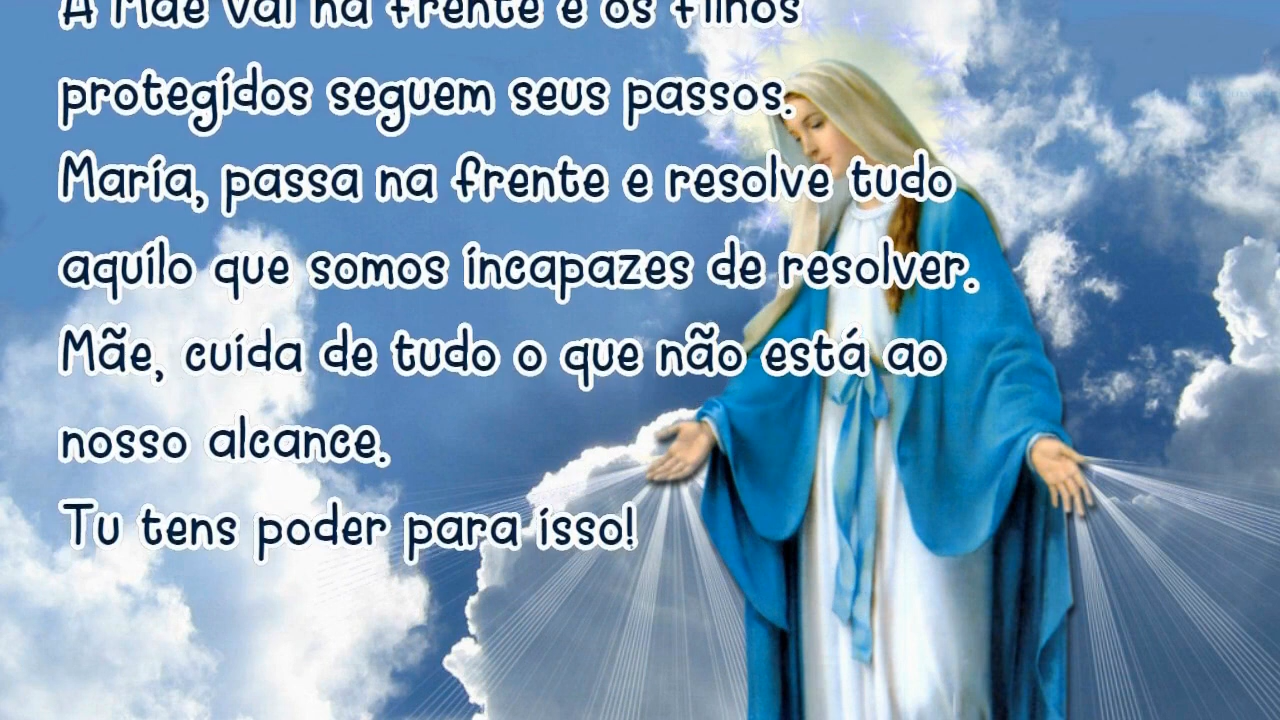 A Mãe vai na frente e os filhos
protegidos seguem seus passos.
María, passa na frente e resolve tudo
aquilo que somos incapazes de resolver.
Mãe, cuida de tudo o que não está ao
nosso alcance.
Tu tens poder para isso!